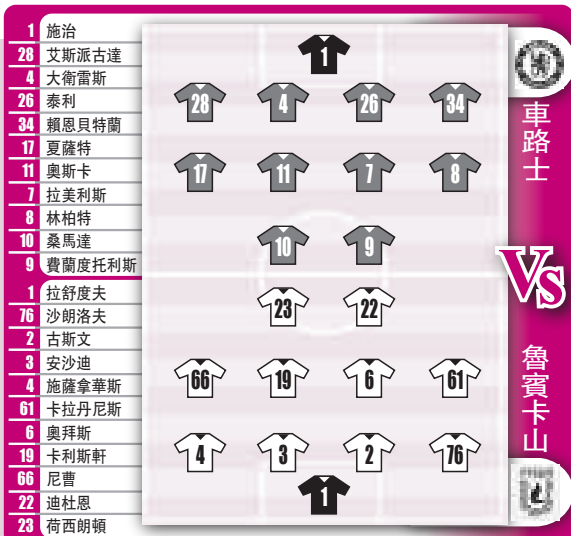 1 施治
28 艾斯派古達
4 大衛雷斯
26 泰利
34 賴恩貝特蘭
17 夏薩特
11 奧斯卡
7 拉美利斯
8 林柏特
10 桑馬達
9 費蘭度托利斯
1 拉舒度夫
76 沙朗洛夫
2 古斯文
3 安沙迪
4 施薩拿華斯
61 卡拉丹尼斯
6 奧拜斯
19 卡利斯軒
66 尼曹
22 迪杜恩
23 荷西朗頓
1
28 4 26 34
17 11 7 8
10 9
23 22
66 19 6 61
4 3 2 76
1
車路士
Vs
魯賓卡山